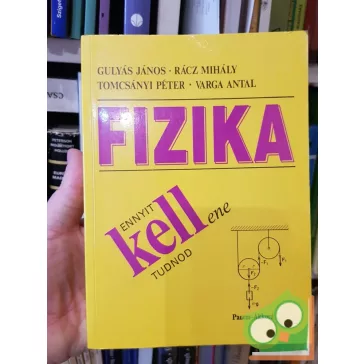 GULYÁS JÁNOS · RÁCZ MIHÁLY
TOMCSÁNYI PÉTER · VARGA ANTAL
FIZIKA
ENNYIT
kellene
TUDNOD